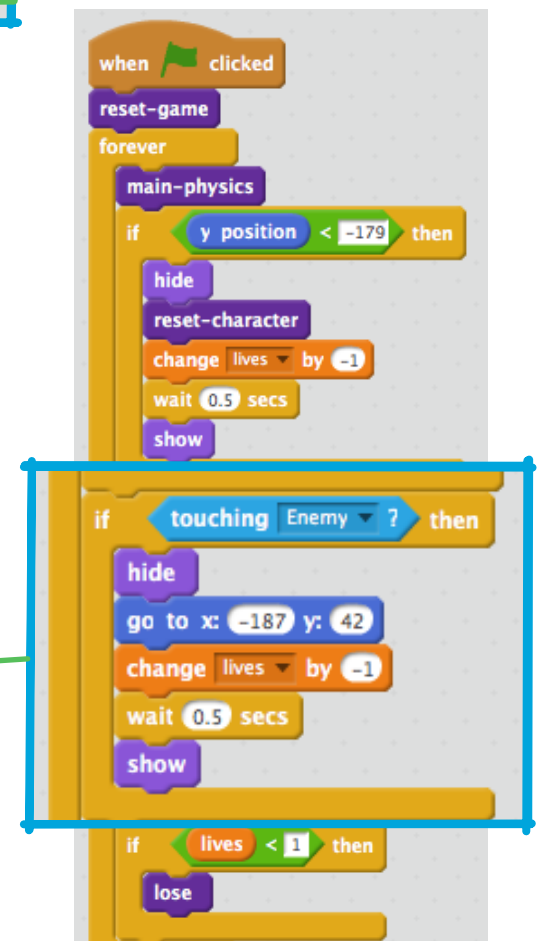 when clicked
reset-game
forever
main-physics
if y position < -179 then
hide
reset-character
change lives by -1
wait 0.5 secs
show
if touching Enemy ? then
hide
go to x: -187 y: 42
change lives by -1
wait 0.5 secs
show
if lives < 1 then
lose